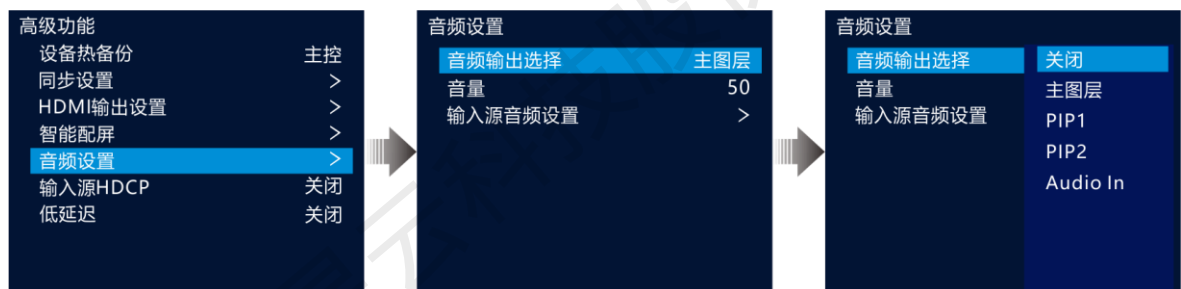 高级功能
设备热备份 主控
同步设置 >
HDMI输出设置 >
智能配屏 >
音频设置 >
输入源HDCP 关闭
低延迟 关闭
音频设置
音频输出选择 主图层
音量 50
输入源音频设置 >
音频设置
音频输出选择 关闭
音量 主图层
输入源音频设置 PIP1
PIP2
Audio In